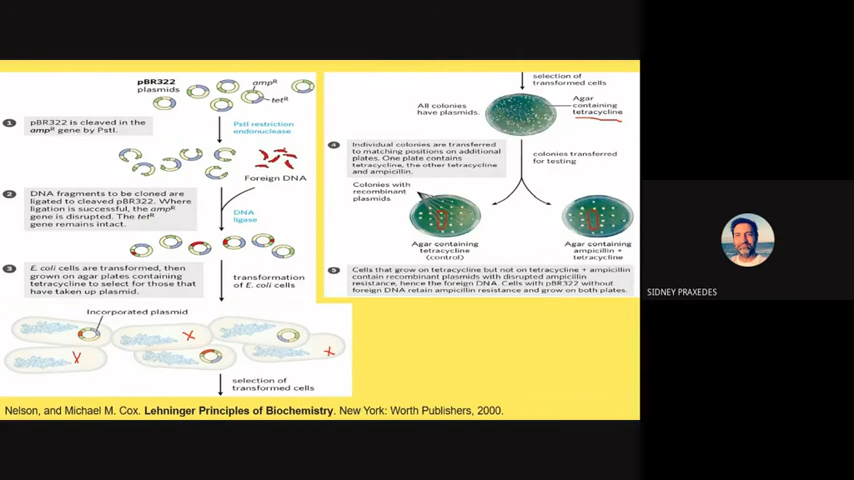 pBR322
plasmids
ampR
tetR
1
pBR322 is cleaved in the
ampR gene by PstI.
PstI restriction
endonuclease
Foreign DNA
2
DNA fragments to be cloned are
ligated to cleaved pBR322. Where
ligation is successful, the ampR
gene is disrupted. The tetR
gene remains intact.
DNA
ligase
3
E. coli cells are transformed, then
grown on agar plates containing
tetracycline to select for those that
have taken up plasmid.
transformation
of E. coli cells
Incorporated plasmid
selection of
transformed cells
selection of
transformed cells
All colonies
have plasmids.
Agar
containing
tetracycline
4
Individual colonies are transferred
to matching positions on additional
plates. One plate contains
tetracycline, the other tetracycline
and ampicillin.
colonies transferred
for testing
Colonies with
recombinant
plasmids
Agar containing
tetracycline
(control)
Agar containing
ampicillin +
tetracycline
5
Cells that grow on tetracycline but not on tetracycline + ampicillin
contain recombinant plasmids with disrupted ampicillin
resistance, hence the foreign DNA. Cells with pBR322 without
foreign DNA retain ampicillin resistance and grow on both plates.
Nelson, and Michael M. Cox. Lehninger Principles of Biochemistry. New York: Worth Publishers, 2000.
SIDNEY PRAXEDES